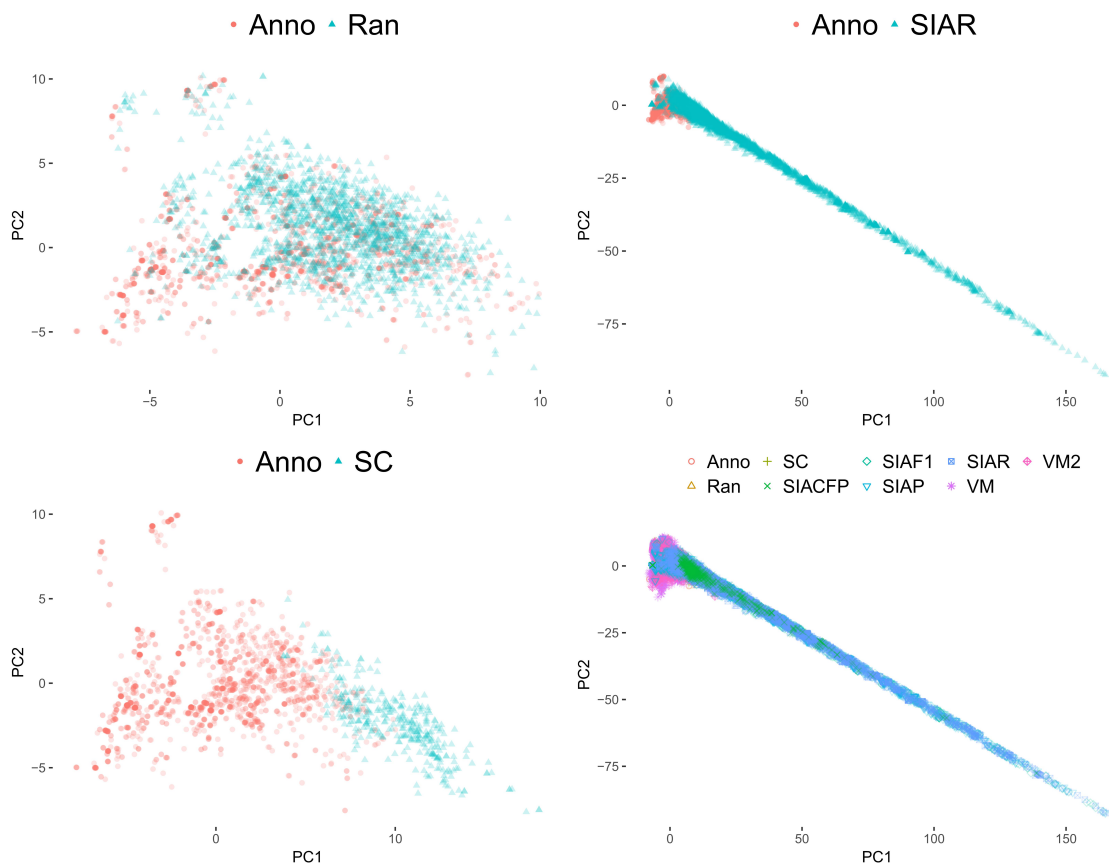 Anno Ran
10
5
0
−5
PC2
−5 0 5 10
PC1
Anno SIAR
0
−25
−50
−75
PC2
0 50 100 150
PC1
Anno SC
10
5
0
−5
PC2
0 10
PC1
Anno SC SIAF1 SIAR VM2
Ran SIACFP SIAP VM
0
−25
−50
−75
PC2
0 50 100 150
PC1